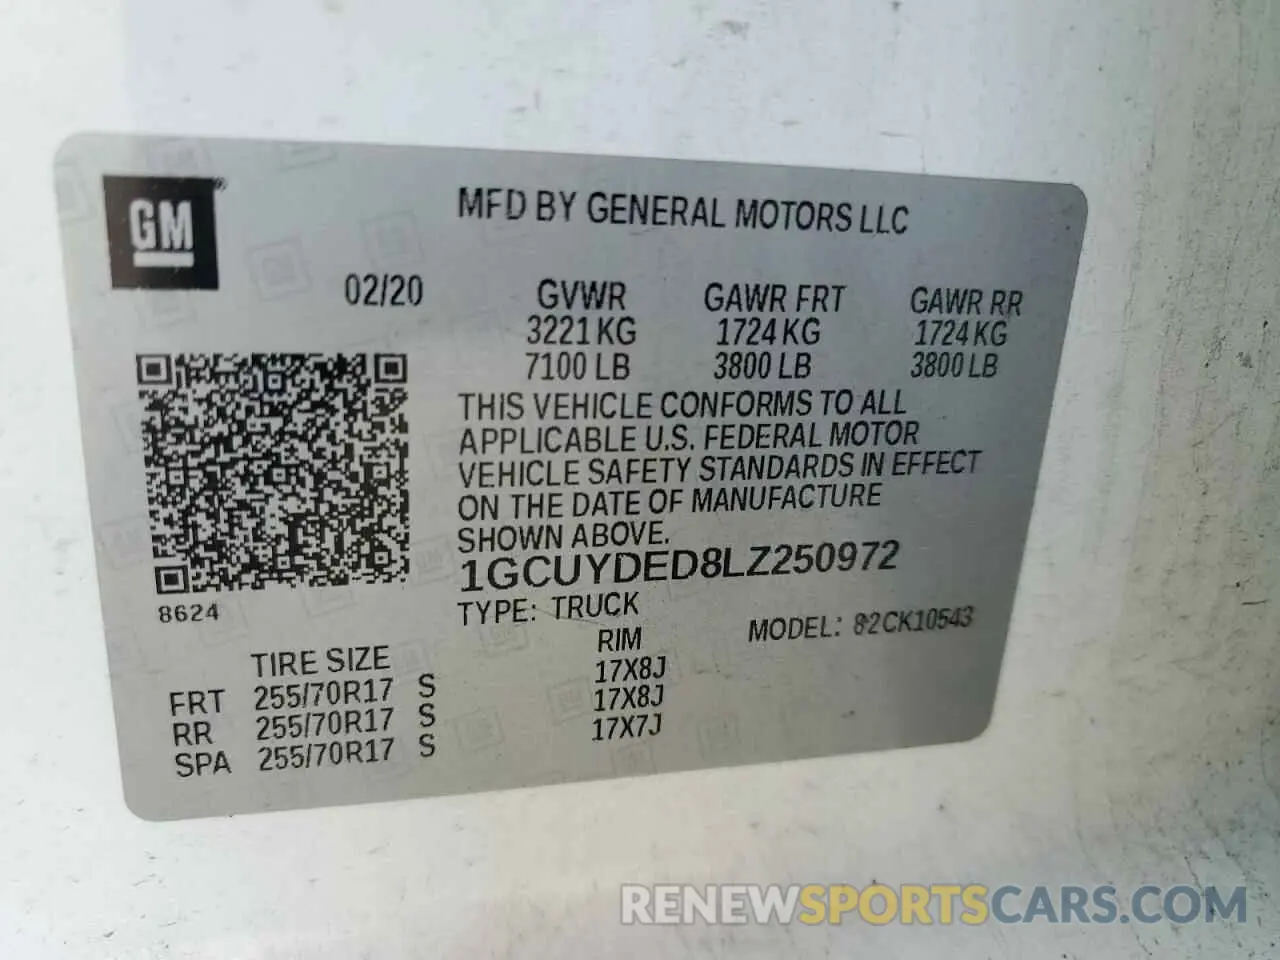 GM
MFD BY GENERAL MOTORS LLC
02/20
GVWR GAWR FRT GAWR RR
3221 KG 1724 KG 1724 KG
7100 LB 3800 LB 3800 LB
THIS VEHICLE CONFORMS TO ALL
APPLICABLE U.S. FEDERAL MOTOR
VEHICLE SAFETY STANDARDS IN EFFECT
ON THE DATE OF MANUFACTURE
SHOWN ABOVE.
1GCUYDED8LZ250972
8624
TYPE: TRUCK
MODEL: 82CK10543
TIRE SIZE RIM
FRT 255/70R17 S 17X8J
RR 255/70R17 S 17X8J
SPA 255/70R17 S 17X7J
RENEWSPORTSCARS.COM